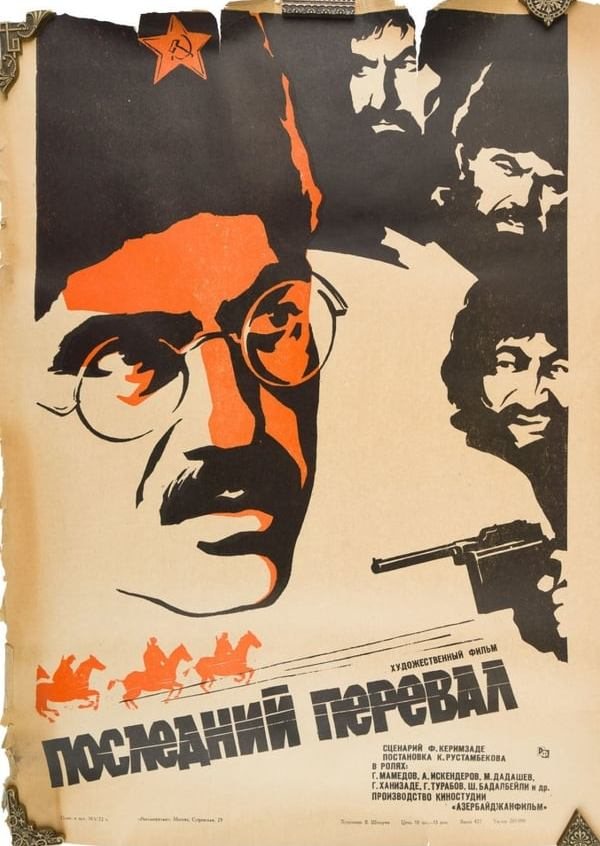 ХУДОЖЕСТВЕННЫЙ ФИЛЬМ
ПОСЛЕДНИЙ ПЕРЕВАЛ
СЦЕНАРИЙ Ф. КЕРИМЗАДЕ
ПОСТАНОВКА К. РУСТАМБЕКОВА
В РОЛЯХ:
Г. МАМЕДОВ, А. ИСКЕНДЕРОВ, М. ДАДАШЕВ,
Г. ХАНИЗАДЕ, Г. ТУРАБОВ, Ш. БАДАЛБЕЙЛИ И ДР.
ПРОИЗВОДСТВО КИНОСТУДИИ
«АЗЕРБАЙДЖАНФИЛЬМ»
Москва